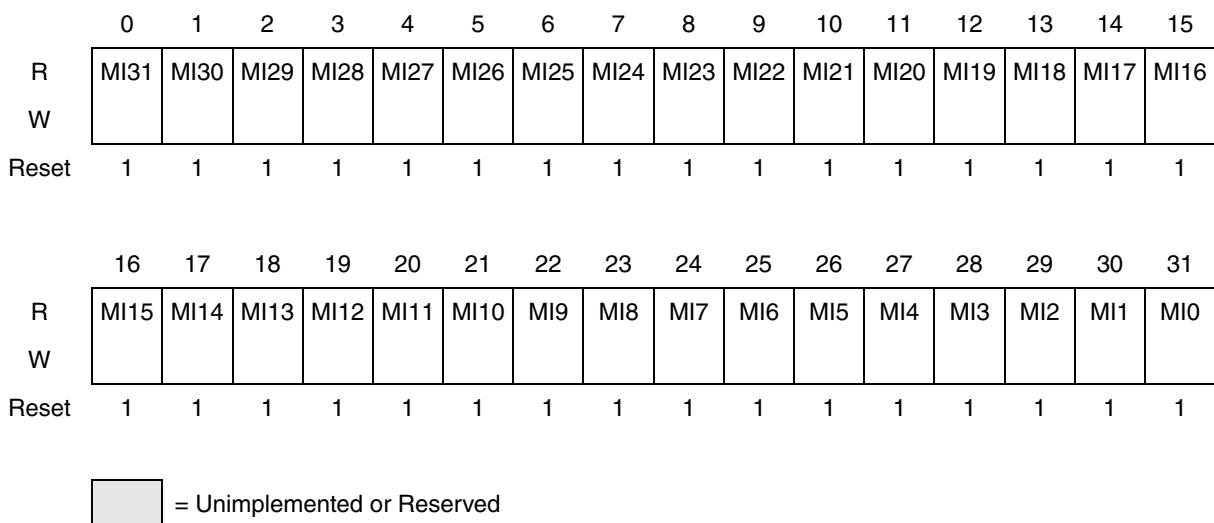 0 1 2 3 4 5 6 7 8 9 10 11 12 13 14 15
R MI31 MI30 MI29 MI28 MI27 MI26 MI25 MI24 MI23 MI22 MI21 MI20 MI19 MI18 MI17 MI16
W
Reset 1 1 1 1 1 1 1 1 1 1 1 1 1 1 1 1
16 17 18 19 20 21 22 23 24 25 26 27 28 29 30 31
R MI15 MI14 MI13 MI12 MI11 MI10 MI9 MI8 MI7 MI6 MI5 MI4 MI3 MI2 MI1 MI0
W
Reset 1 1 1 1 1 1 1 1 1 1 1 1 1 1 1 1
= Unimplemented or Reserved